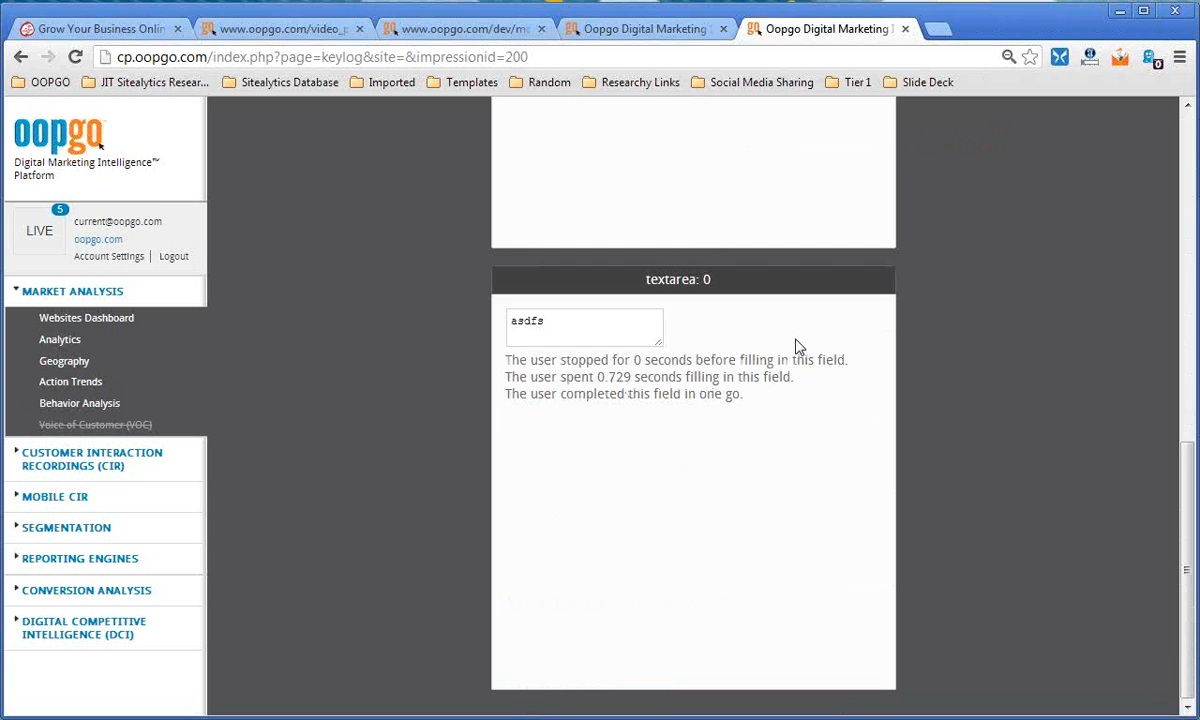 Grow Your Business Onlin
www.oopgo.com/video_p
www.oopgo.com/dev/m
Oopgo Digital Marketing
Oopgo Digital Marketing
cp.oopgo.com/index.php?page=keylog&site=&impressionid=200
0
OOPGO
JIT Sitealytics Resear...
Sitealytics Database
Imported
Templates
Random
Researchy Links
Social Media Sharing
Tier 1
Slide Deck
oopgo
Digital Marketing Intelligence™
Platform
LIVE
5
current@oopgo.com
oopgo.com
Account Settings | Logout
MARKET ANALYSIS
Websites Dashboard
Analytics
Geography
Action Trends
Behavior Analysis
Voice of Customer (VOC)
CUSTOMER INTERACTION
RECORDINGS (CIR)
MOBILE CIR
SEGMENTATION
REPORTING ENGINES
CONVERSION ANALYSIS
DIGITAL COMPETITIVE
INTELLIGENCE (DCI)
textarea: 0
asdfs
The user stopped for 0 seconds before filling in this field.
The user spent 0.729 seconds filling in this field.
The user completed this field in one go.